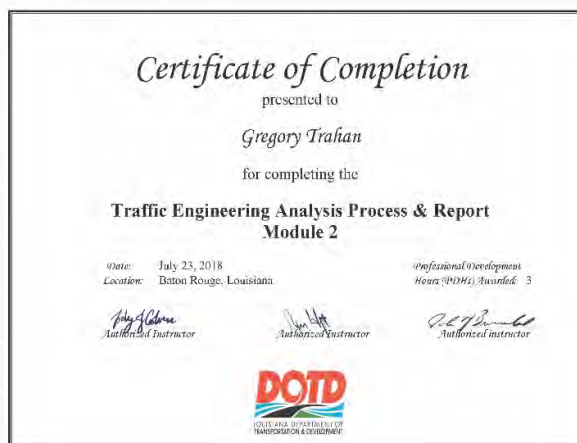 Certificate of Completion
presented to
Gregory Trahan
for completing the
Traffic Engineering Analysis Process & Report
Module 2
Date: July 23, 2018
Location: Baton Rouge, Louisiana
Professional Development
Hours (PDHs) Awarded: 3
Authorized Instructor
Authorized Instructor
Authorized instructor
DOTD
LOUISIANA DEPARTMENT OF
TRANSPORTATION & DEVELOPMENT